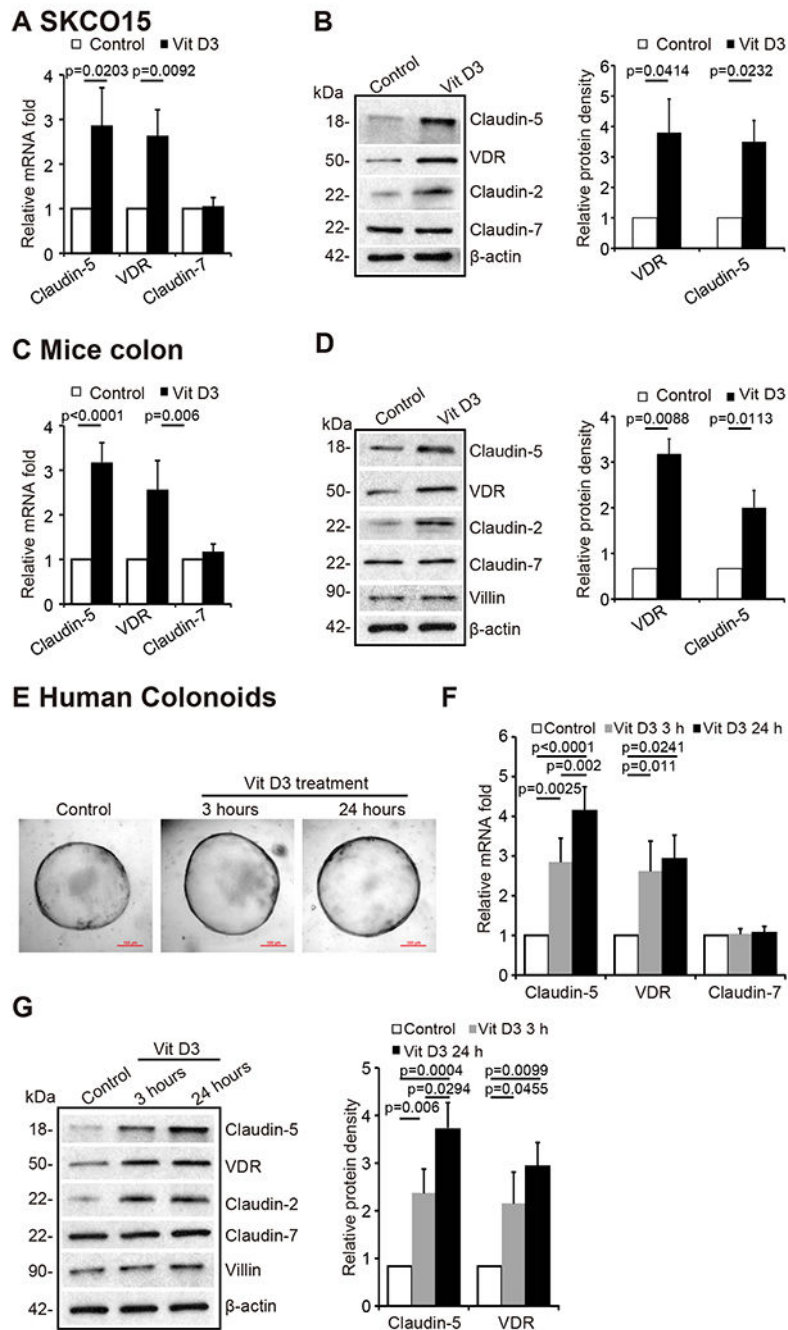 A SKCO15
Control Vit D3
p=0.0203 p=0.0092
Relative mRNA fold
4
3
2
1
0
Claudin-5 VDR Claudin-7
B
Control Vit D3
kDa
18- Claudin-5
50- VDR
22- Claudin-2
22- Claudin-7
42- β-actin
Control Vit D3
p=0.0414 p=0.0232
Relative protein density
6
5
4
3
2
1
0
VDR Claudin-5
C Mice colon
Control Vit D3
p<0.0001 p=0.006
Relative mRNA fold
4
3
2
1
0
Claudin-5 VDR Claudin-7
D
Control Vit D3
kDa
18- Claudin-5
50- VDR
22- Claudin-2
22- Claudin-7
90- Villin
42- β-actin
Control Vit D3
p=0.0088 p=0.0113
Relative protein density
4
3
2
1
0
VDR Claudin-5
E Human Colonoids
Vit D3 treatment
Control 3 hours 24 hours
F
Control Vit D3 3 h Vit D3 24 h
p<0.0001 p=0.0241
p=0.002 p=0.011
p=0.0025
Relative mRNA fold
6
5
4
3
2
1
0
Claudin-5 VDR Claudin-7
G
Vit D3
Control 3 hours 24 hours
kDa
18- Claudin-5
50- VDR
22- Claudin-2
22- Claudin-7
90- Villin
42- β-actin
Control Vit D3 3 h
Vit D3 24 h
p=0.0004 p=0.0099
p=0.0294 p=0.0455
p=0.006
Relative protein density
5
4
3
2
1
0
Claudin-5 VDR